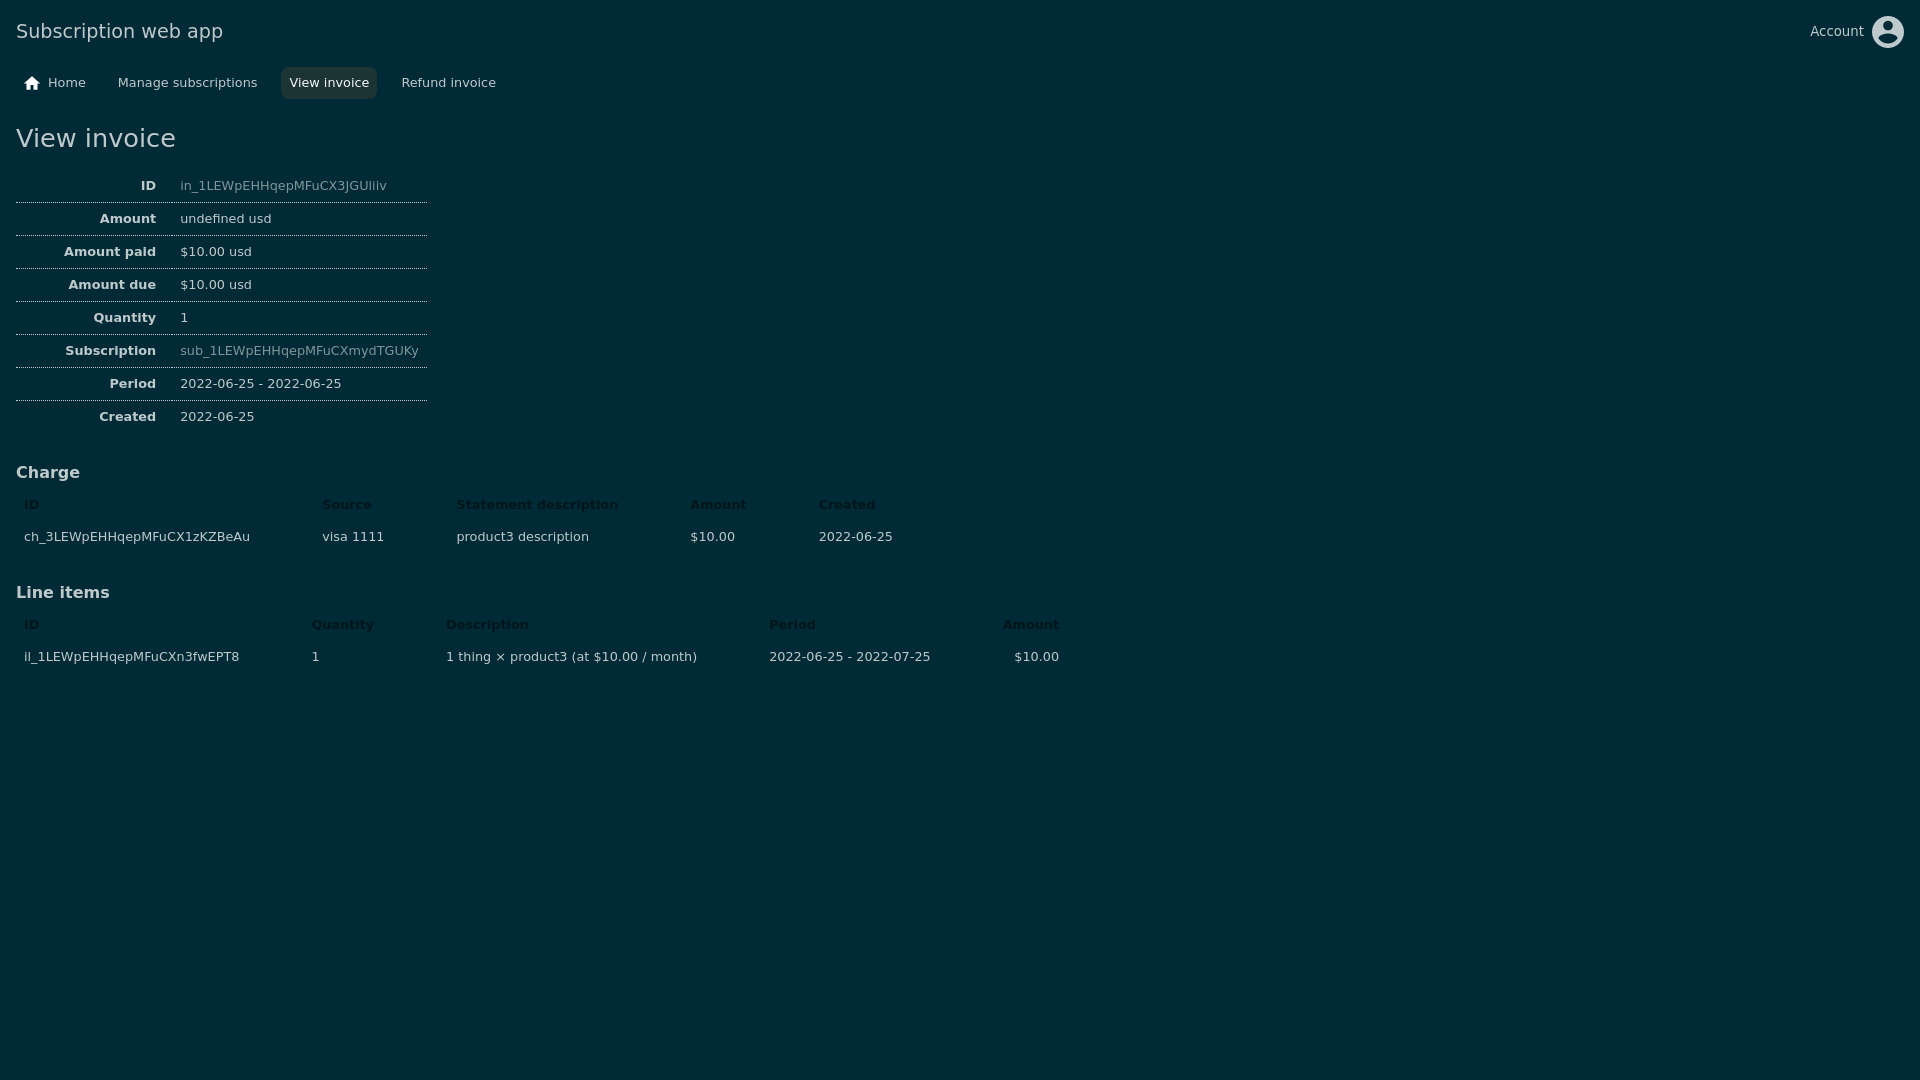 Subscription web app
Account
Home
Manage subscriptions
View invoice
Refund invoice
View invoice
ID in_1LEWpEHHqepMFuCX3JGUIiiv
Amount undefined usd
Amount paid $10.00 usd
Amount due $10.00 usd
Quantity 1
Subscription sub_1LEWpEHHqepMFuCXmydTGUKy
Period 2022-06-25 - 2022-06-25
Created 2022-06-25
Charge
ID Source Statement description Amount Created
ch_3LEWpEHHqepMFuCX1zKZBeAu visa 1111 product3 description $10.00 2022-06-25
Line items
ID Quantity Description Period Amount
il_1LEWpEHHqepMFuCXn3fwEPT8 1 1 thing × product3 (at $10.00 / month) 2022-06-25 - 2022-07-25 $10.00